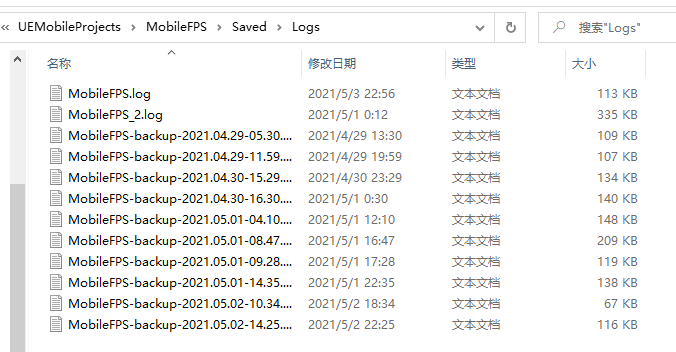 « UEMobileProjects > MobileFPS > Saved > Logs 搜索"Logs"
名称 修改日期 类型 大小
MobileFPS.log 2021/5/3 22:56 文本文档 113 KB
MobileFPS_2.log 2021/5/1 0:12 文本文档 335 KB
MobileFPS-backup-2021.04.29-05.30.... 2021/4/29 13:30 文本文档 109 KB
MobileFPS-backup-2021.04.29-11.59.... 2021/4/29 19:59 文本文档 107 KB
MobileFPS-backup-2021.04.30-15.29.... 2021/4/30 23:29 文本文档 134 KB
MobileFPS-backup-2021.04.30-16.30.... 2021/5/1 0:30 文本文档 140 KB
MobileFPS-backup-2021.05.01-04.10.... 2021/5/1 12:10 文本文档 148 KB
MobileFPS-backup-2021.05.01-08.47.... 2021/5/1 16:47 文本文档 209 KB
MobileFPS-backup-2021.05.01-09.28.... 2021/5/1 17:28 文本文档 119 KB
MobileFPS-backup-2021.05.01-14.35.... 2021/5/1 22:35 文本文档 138 KB
MobileFPS-backup-2021.05.02-10.34.... 2021/5/2 18:34 文本文档 67 KB
MobileFPS-backup-2021.05.02-14.25.... 2021/5/2 22:25 文本文档 116 KB